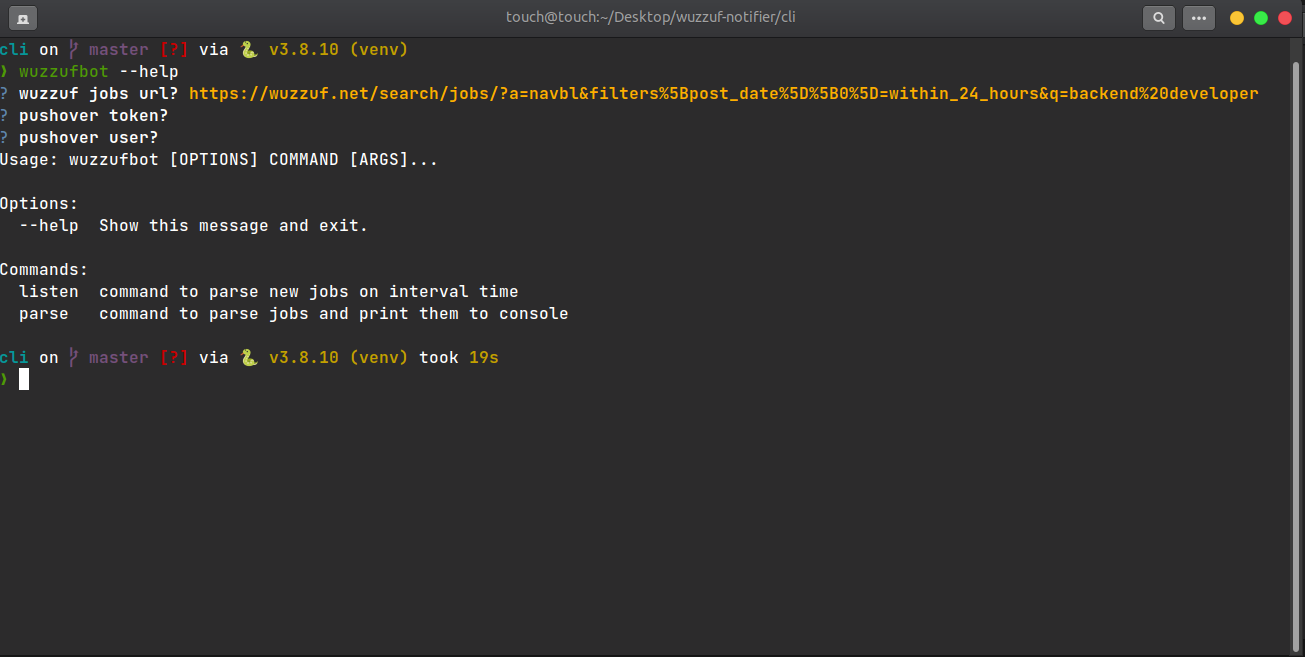 touch@touch:~/Desktop/wuzzuf-notifier/cli
cli on master [?] via 🐍 v3.8.10 (venv)
❯ wuzzufbot --help
? wuzzuf jobs url? https://wuzzuf.net/search/jobs/?a=navbl&filters%5Bpost_date%5D%5B0%5D=within_24_hours&q=backend%20developer
? pushover token?
? pushover user?
Usage: wuzzufbot [OPTIONS] COMMAND [ARGS]...
Options:
--help Show this message and exit.
Commands:
listen command to parse new jobs on interval time
parse command to parse jobs and print them to console
cli on master [?] via 🐍 v3.8.10 (venv) took 19s
❯